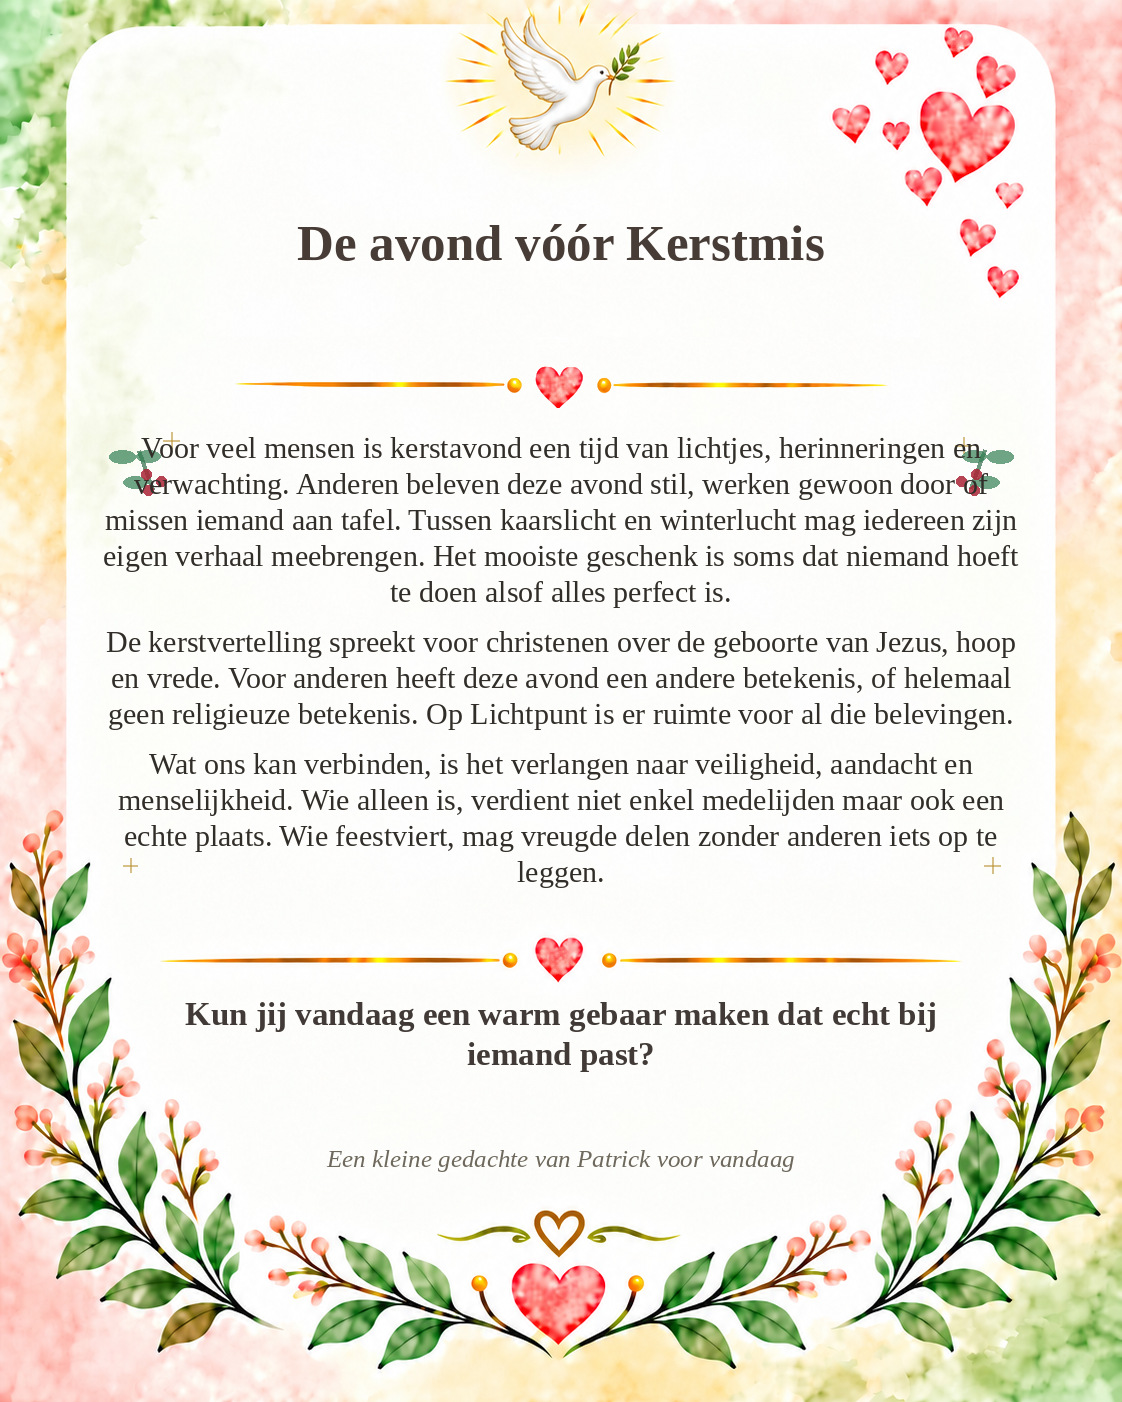 De avond vóór Kerstmis
Voor veel mensen is kerstavond een tijd van lichtjes, herinneringen en
verwachting. Anderen beleven deze avond stil, werken gewoon door of
missen iemand aan tafel. Tussen kaarslicht en winterlucht mag iedereen zijn
eigen verhaal meebrengen. Het mooiste geschenk is soms dat niemand hoeft
te doen alsof alles perfect is.
De kerstvertelling spreekt voor christenen over de geboorte van Jezus, hoop
en vrede. Voor anderen heeft deze avond een andere betekenis, of helemaal
geen religieuze betekenis. Op Lichtpunt is er ruimte voor al die belevingen.
Wat ons kan verbinden, is het verlangen naar veiligheid, aandacht en
menselijkheid. Wie alleen is, verdient niet enkel medelijden maar ook een
echte plaats. Wie feestviert, mag vreugde delen zonder anderen iets op te
leggen.
Kun jij vandaag een warm gebaar maken dat echt bij
iemand past?
Een kleine gedachte van Patrick voor vandaag